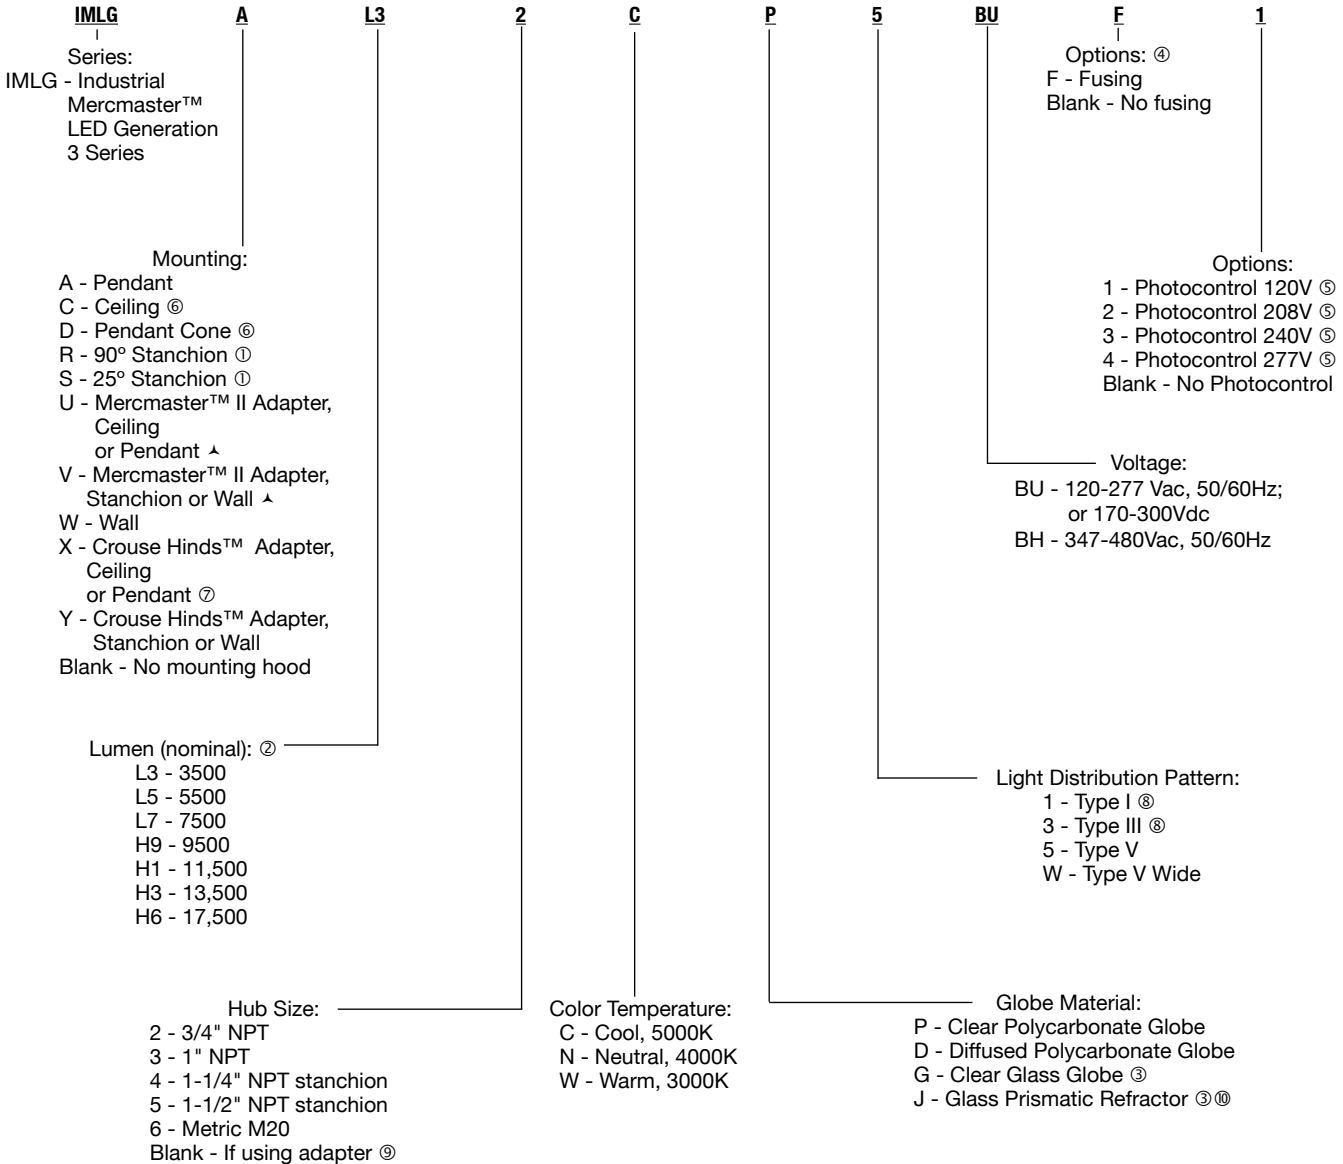 IMLG A L3 2 C P 5 BU F 1
Series:
IMLG - Industrial
Mercmaster™
LED Generation
3 Series
Options: ④
F - Fusing
Blank - No fusing
Mounting:
A - Pendant
C - Ceiling ⑥
D - Pendant Cone ⑥
R - 90º Stanchion ①
S - 25º Stanchion ①
U - Mercmaster™ II Adapter,
Ceiling
or Pendant ⅄
V - Mercmaster™ II Adapter,
Stanchion or Wall ⅄
W - Wall
X - Crouse Hinds™ Adapter,
Ceiling
or Pendant ⑦
Y - Crouse Hinds™ Adapter,
Stanchion or Wall
Blank - No mounting hood
Options:
1 - Photocontrol 120V ⑤
2 - Photocontrol 208V ⑤
3 - Photocontrol 240V ⑤
4 - Photocontrol 277V ⑤
Blank - No Photocontrol
Voltage:
BU - 120-277 Vac, 50/60Hz;
or 170-300Vdc
BH - 347-480Vac, 50/60Hz
Lumen (nominal): ②
L3 - 3500
L5 - 5500
L7 - 7500
H9 - 9500
H1 - 11,500
H3 - 13,500
H6 - 17,500
Light Distribution Pattern:
1 - Type I ⑧
3 - Type III ⑧
5 - Type V
W - Type V Wide
Hub Size:
2 - 3/4" NPT
3 - 1" NPT
4 - 1-1/4" NPT stanchion
5 - 1-1/2" NPT stanchion
6 - Metric M20
Blank - If using adapter ⑨
Color Temperature:
C - Cool, 5000K
N - Neutral, 4000K
W - Warm, 3000K
Globe Material:
P - Clear Polycarbonate Globe
D - Diffused Polycarbonate Globe
G - Clear Glass Globe ③
J - Glass Prismatic Refractor ③⑩